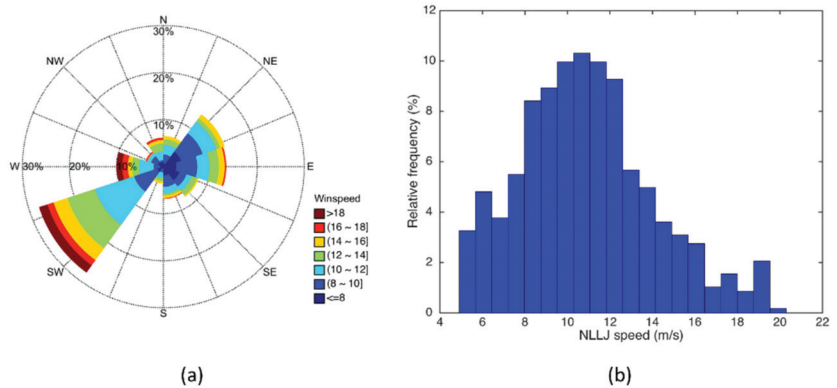 (a)
N
30%
20%
10%
NW
NE
W 30%
20%
10%
E
SW
SE
S
Winspeed
>18
(16 ~ 18]
(14 ~ 16]
(12 ~ 14]
(10 ~ 12]
(8 ~ 10]
<=8
(a)
(b)
12
10
8
6
4
2
0
Relative frequency (%)
4 6 8 10 12 14 16 18 20 22
NLLJ speed (m/s)
(b)